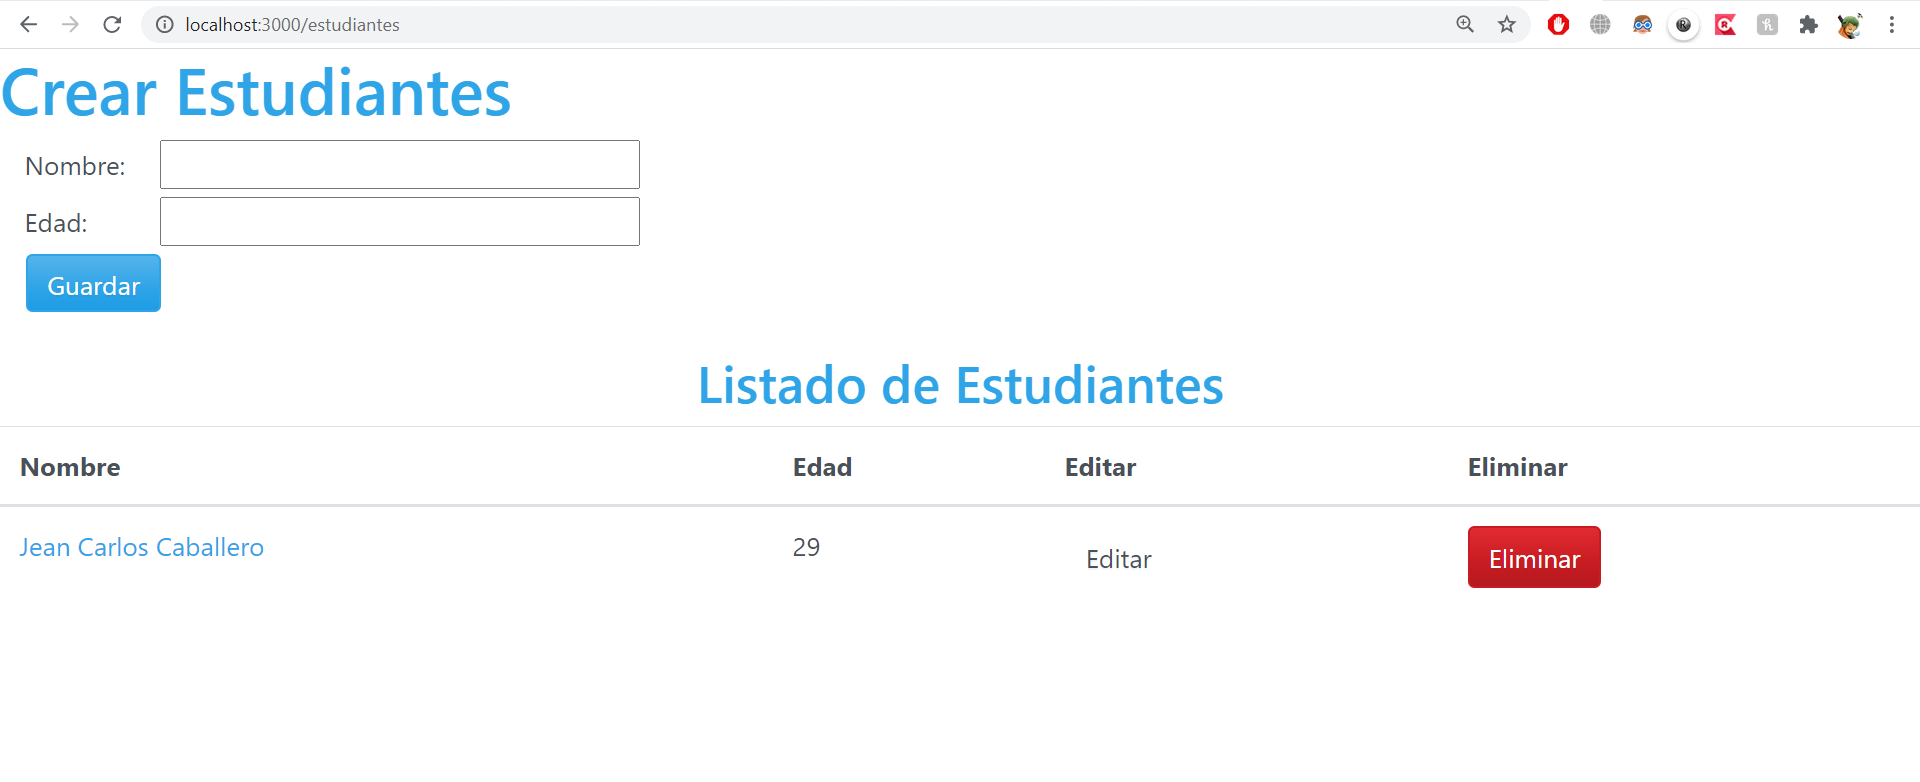 localhost:3000/estudiantes
Crear Estudiantes
Nombre:
Edad:
Guardar
Listado de Estudiantes
Nombre Edad Editar Eliminar
Jean Carlos Caballero 29 Editar Eliminar